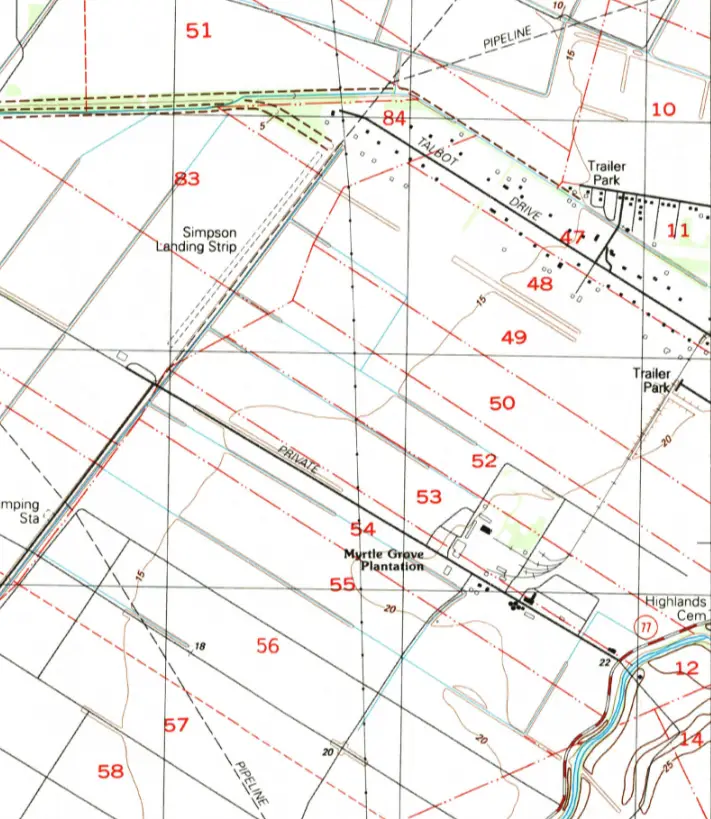 10
51
PIPELINE
15
10
84
5
TALBOT
Trailer
Park
83
DRIVE
11
Simpson
Landing Strip
47
48
15
49
Trailer
Park
50
20
52
PRIVATE
53
mping
Sta
54
Myrtle Grove
Plantation
55
15
20
Highlands
Cem
77
18
56
22
12
57
20
20
14
PIPELINE
58
25